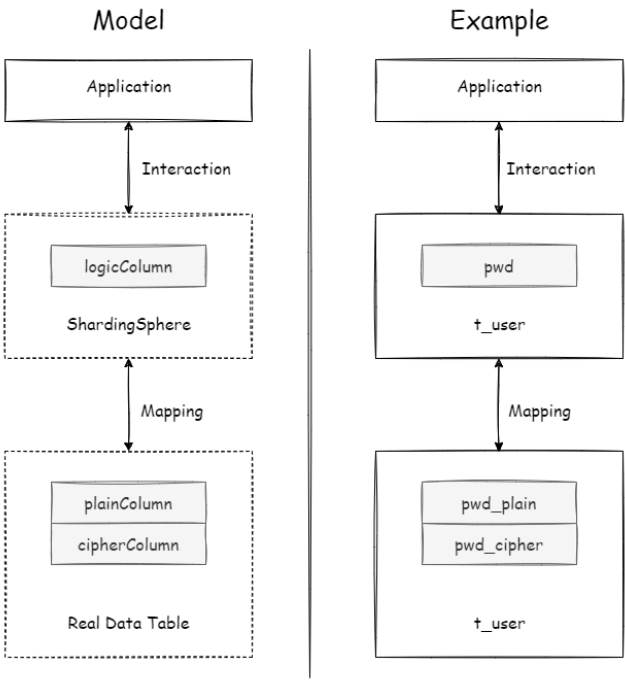 Model
Application
Interaction
logicColumn
ShardingSphere
Mapping
plainColumn
cipherColumn
Real Data Table
Example
Application
Interaction
pwd
t_user
Mapping
pwd_plain
pwd_cipher
t_user